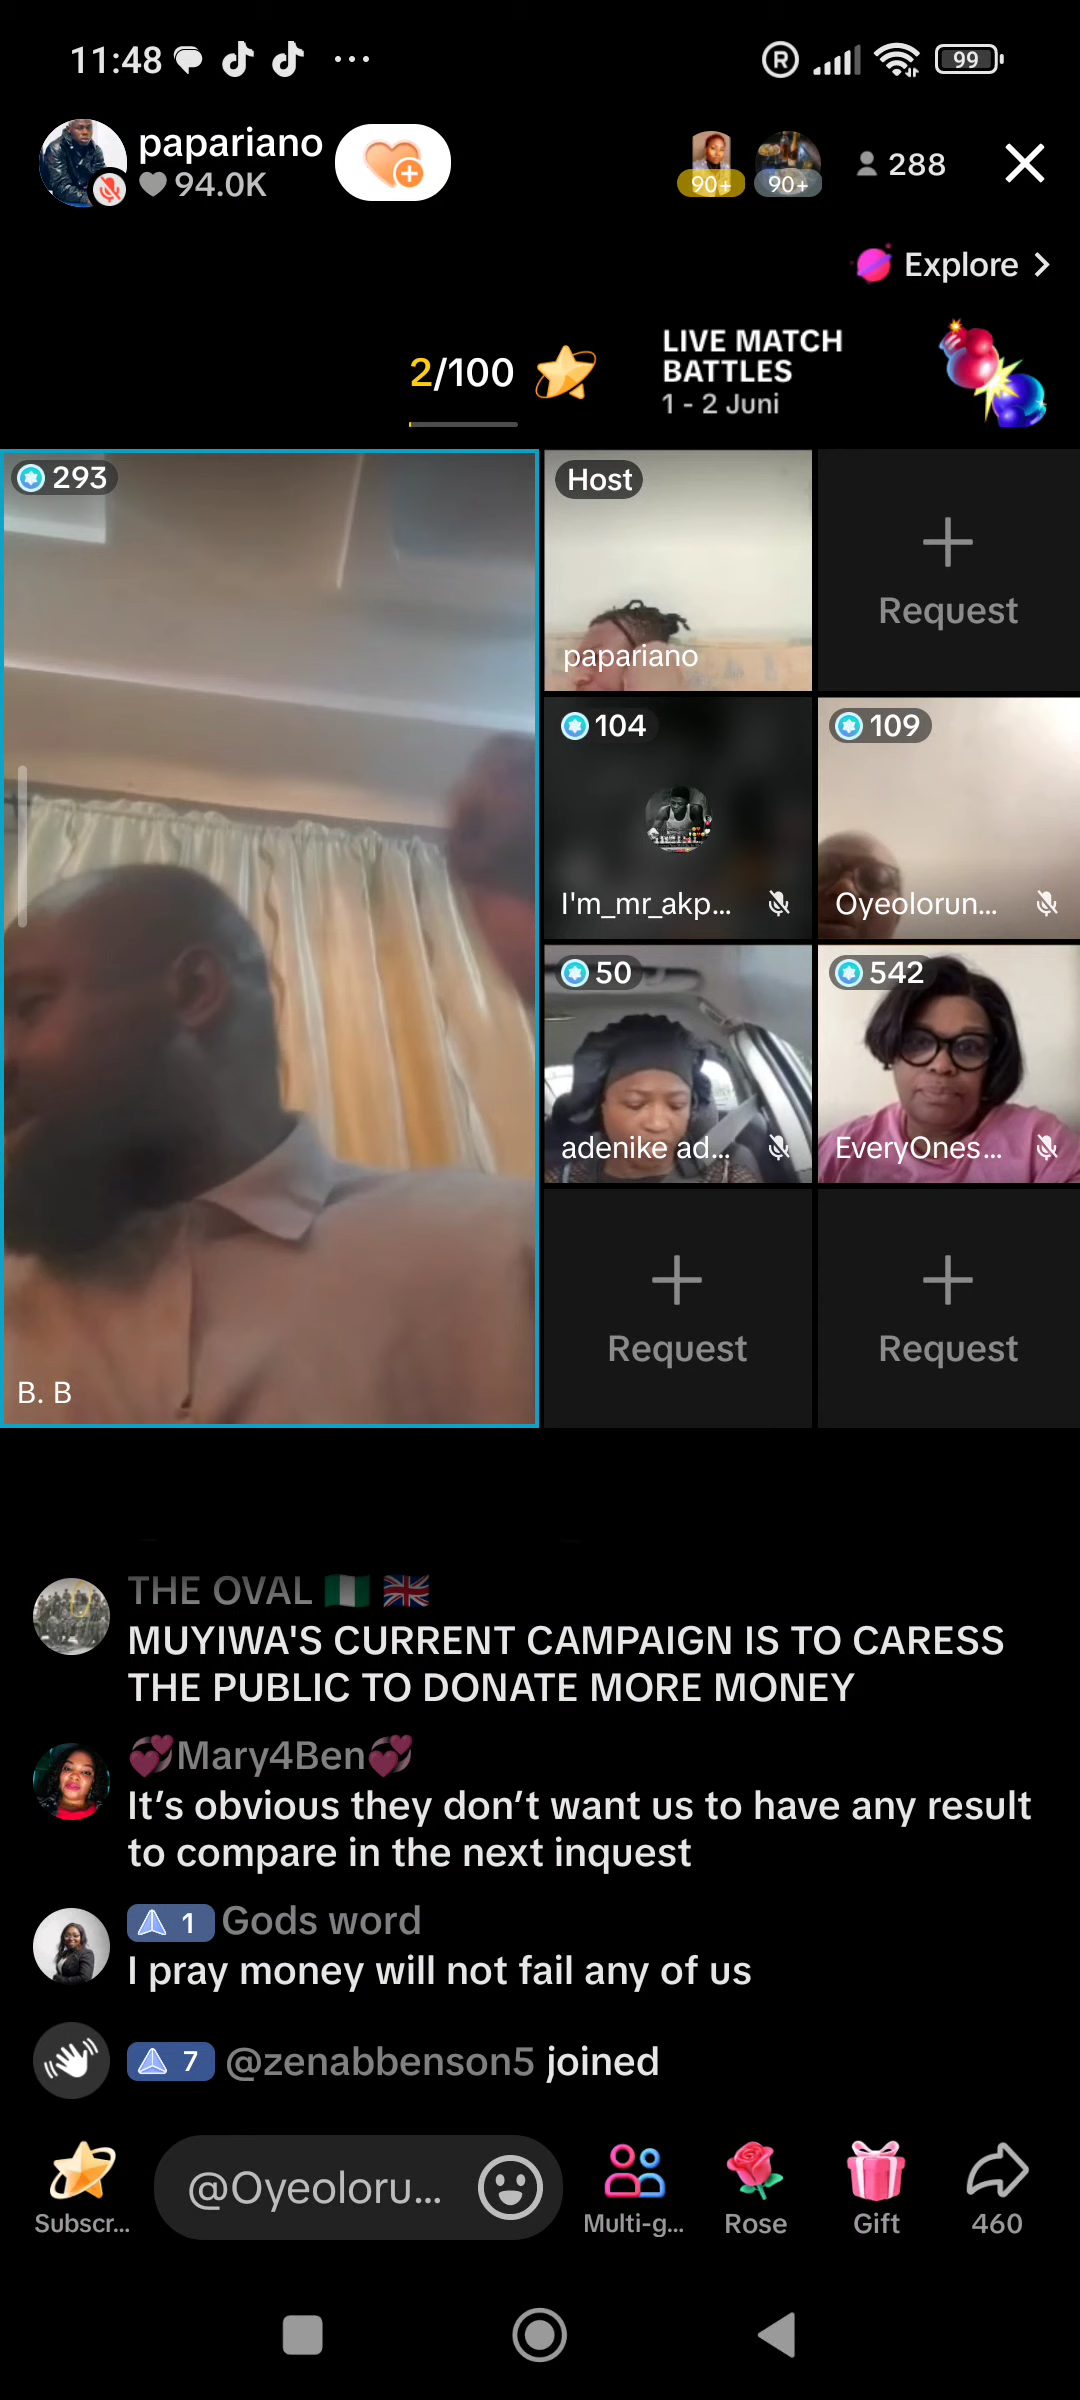 11:48
R
99
papariano
94.0K
90+
90+
288
Explore
2/100
LIVE MATCH
BATTLES
1 - 2 Juni
293
Host
papariano
Request
104
I'm_mr_akp...
109
Oyeolorun...
50
adenike ad...
542
EveryOnes...
B. B
Request
Request
THE OVAL 🇳🇬 🇬🇧
MUYIWA'S CURRENT CAMPAIGN IS TO CARESS
THE PUBLIC TO DONATE MORE MONEY
💞Mary4Ben💞
It’s obvious they don’t want us to have any result
to compare in the next inquest
1 Gods word
I pray money will not fail any of us
7 @zenabbenson5 joined
@Oyeoloru...
Subscr...
Multi-g...
Rose
Gift
460